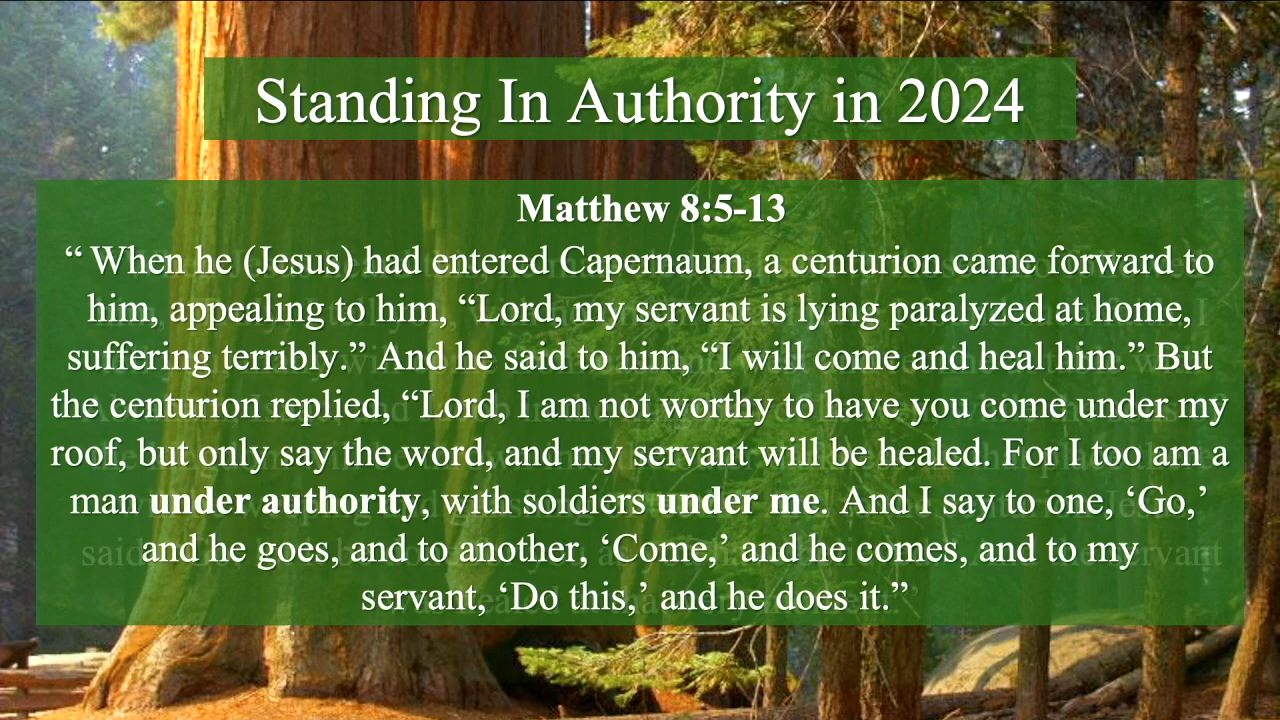 Standing In Authority in 2024
Matthew 8:5-13
“ When he (Jesus) had entered Capernaum, a centurion came forward to
him, appealing to him, “Lord, my servant is lying paralyzed at home,
suffering terribly.” And he said to him, “I will come and heal him.” But
the centurion replied, “Lord, I am not worthy to have you come under my
roof, but only say the word, and my servant will be healed. For I too am a
man under authority, with soldiers under me. And I say to one, ‘Go,’
and he goes, and to another, ‘Come,’ and he comes, and to my
servant, ‘Do this,’ and he does it.”